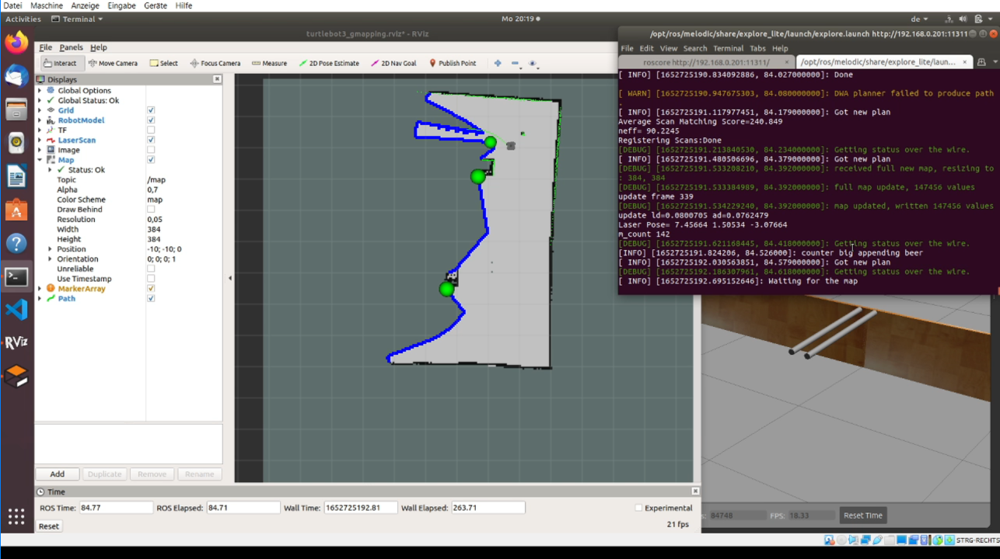 Datei Maschine Anzeige Eingabe Geräte Hilfe
Activities Terminal Mo 20:19 de
turtlebot3_gmapping.rviz* - RViz
File Panels Help
Interact Move Camera Select Focus Camera Measure 2D Pose Estimate 2D Nav Goal Publish Point
Displays
Global Options
Global Status: Ok
Grid
RobotModel
TF
LaserScan
Image
Map
Status: Ok
Topic /map
Alpha 0,7
Color Scheme map
Draw Behind
Resolution 0,05
Width 384
Height 384
Position -10; -10; 0
Orientation 0; 0; 0; 1
Unreliable
Use Timestamp
MarkerArray
Path
Add Duplicate Remove Rename
Time
ROS Time: 84.77 ROS Elapsed: 84.71 Wall Time: 1652725192.81 Wall Elapsed: 263.71 Experimental
Reset 21 fps
RViz
/opt/ros/melodic/share/explore_lite/launch/explore.launch http://192.168.0.201:11311
File Edit View Search Terminal Tabs Help
roscore http://192.168.0.201:11311/ /opt/ros/melodic/share/explore_lite/laun...
[ INFO] [1652725190.834092886, 84.027000000]: Done
[ WARN] [1652725190.947675303, 84.080000000]: DWA planner failed to produce path
.
[ INFO] [1652725191.117977451, 84.179000000]: Got new plan
Average Scan Matching Score=240.849
neff= 90.2245
Registering Scans:Done
[DEBUG] [1652725191.213840530, 84.234000000]: Getting status over the wire.
[ INFO] [1652725191.480506696, 84.379000000]: Got new plan
[DEBUG] [1652725191.533208210, 84.392000000]: received full new map, resizing to
: 384, 384
[DEBUG] [1652725191.533384989, 84.392000000]: full map update, 147456 values
update frame 339
[DEBUG] [1652725191.534229240, 84.392000000]: map updated, written 147456 values
update ld=0.0800705 ad=0.0762479
Laser Pose= 7.45664 1.50534 -3.07664
m_count 142
[DEBUG] [1652725191.621168445, 84.418000000]: Getting status over the wire.
[INFO] [1652725191.824206, 84.526000]: counter big appending beer
[ INFO] [1652725192.030563851, 84.579000000]: Got new plan
[DEBUG] [1652725192.186307961, 84.618000000]: Getting status over the wire.
[ INFO] [1652725192.695152646]: Waiting for the map
84748 FPS: 18.33 Reset Time
STRG-RECHTS